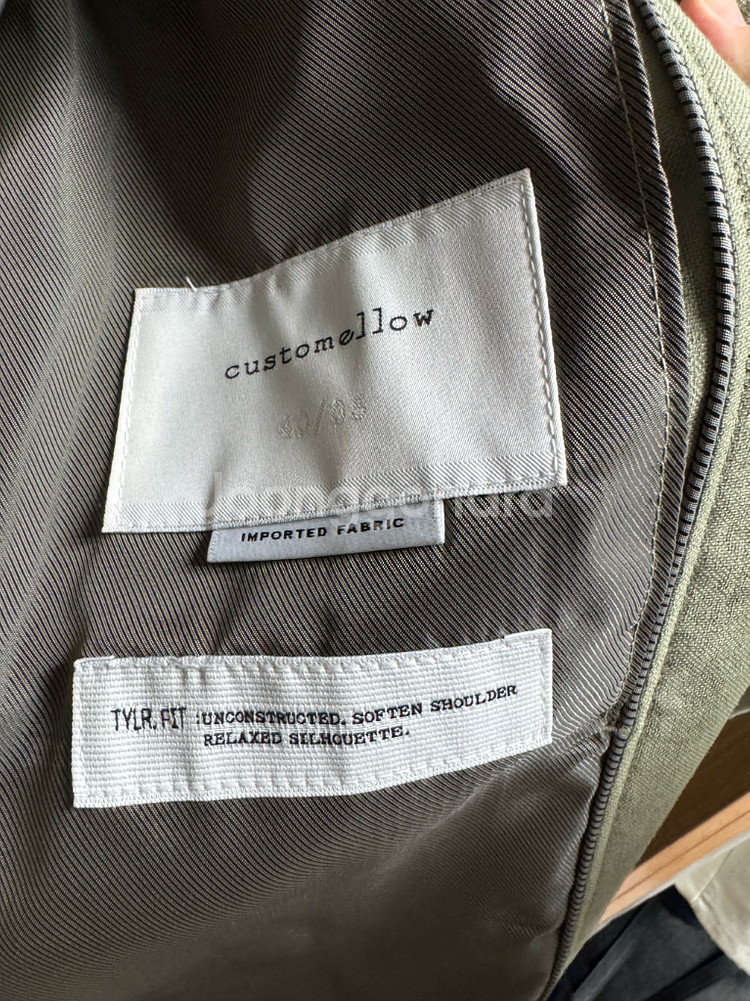 customellow
IMPORTED FABRIC
TYLR.FIT :UNCONSTRUCTED. SOFTEN SHOULDER
RELAXED SILHOUETTE.